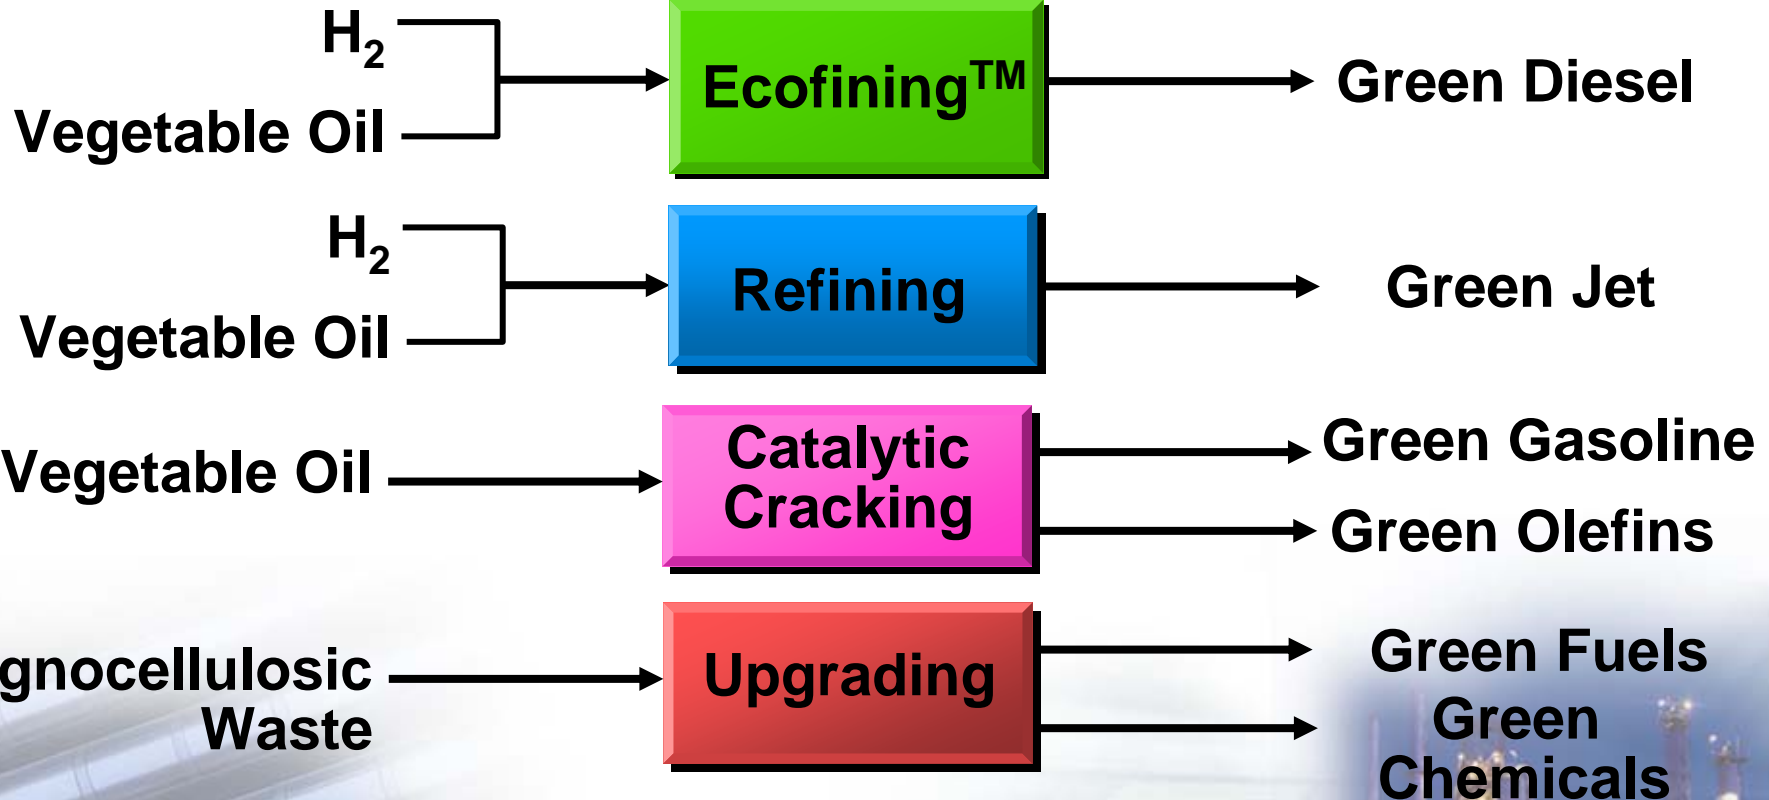 H2
Vegetable Oil
Ecofining™
Green Diesel
H2
Vegetable Oil
Refining
Green Jet
Vegetable Oil
Catalytic
Cracking
Green Gasoline
Green Olefins
gnocellulosic
Waste
Upgrading
Green Fuels
Green
Chemicals